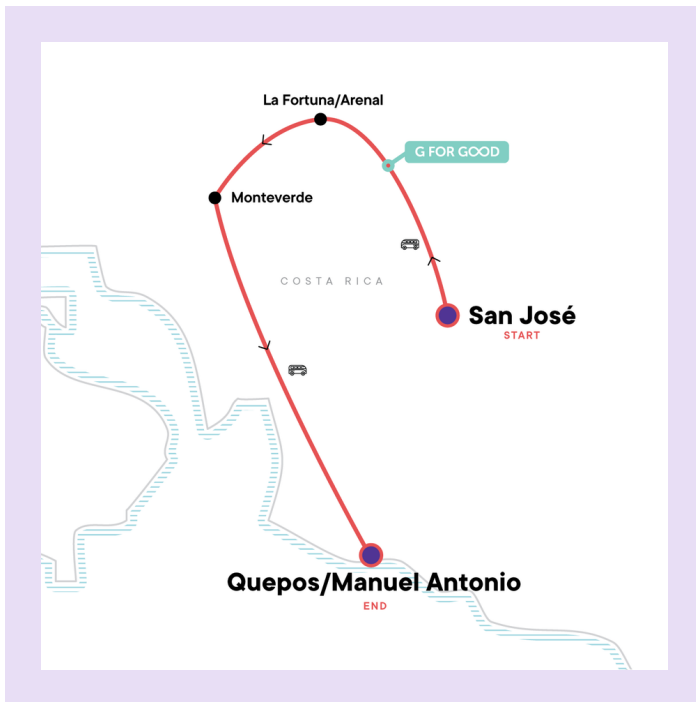 La Fortuna/Arenal
G FOR GOOD
Monteverde
COSTA RICA
San José
START
Quepos/Manuel Antonio
END